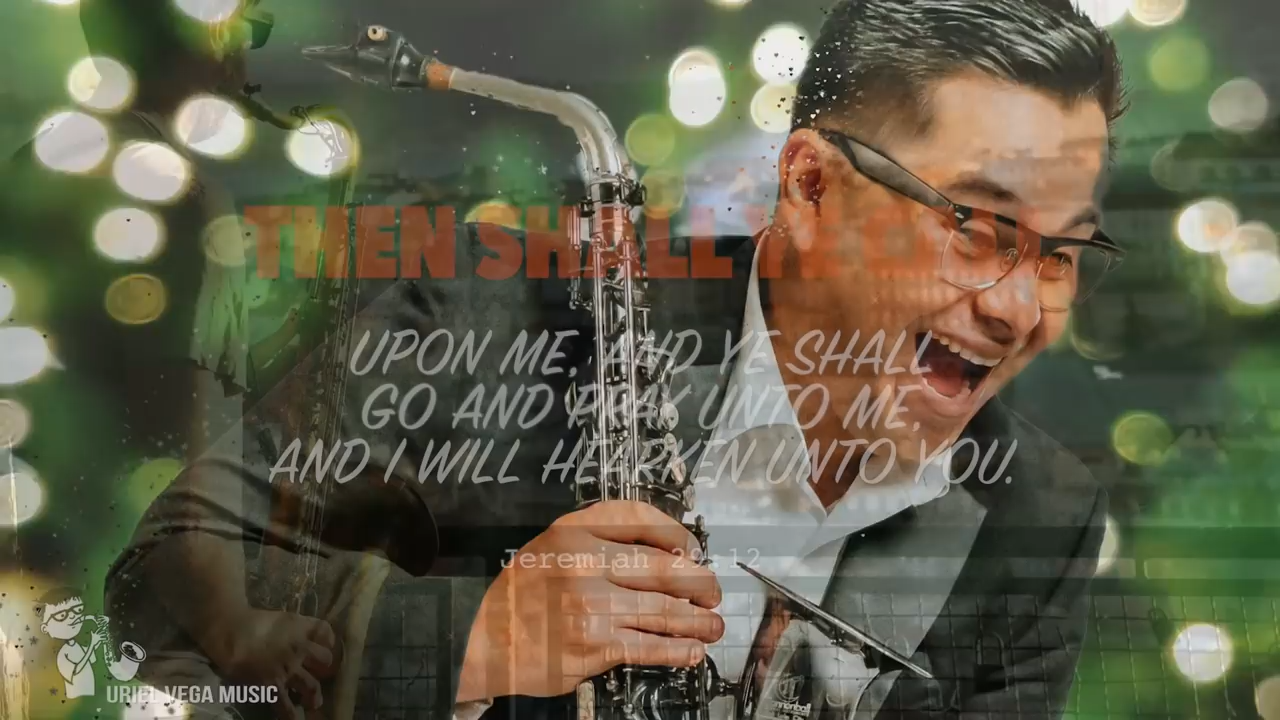 THEN SHALL YE CALL
UPON ME, AND YE SHALL
GO AND PRAY UNTO ME,
AND I WILL HEARKEN UNTO YOU.
Jeremiah 29:12
URIEL VEGA MUSIC